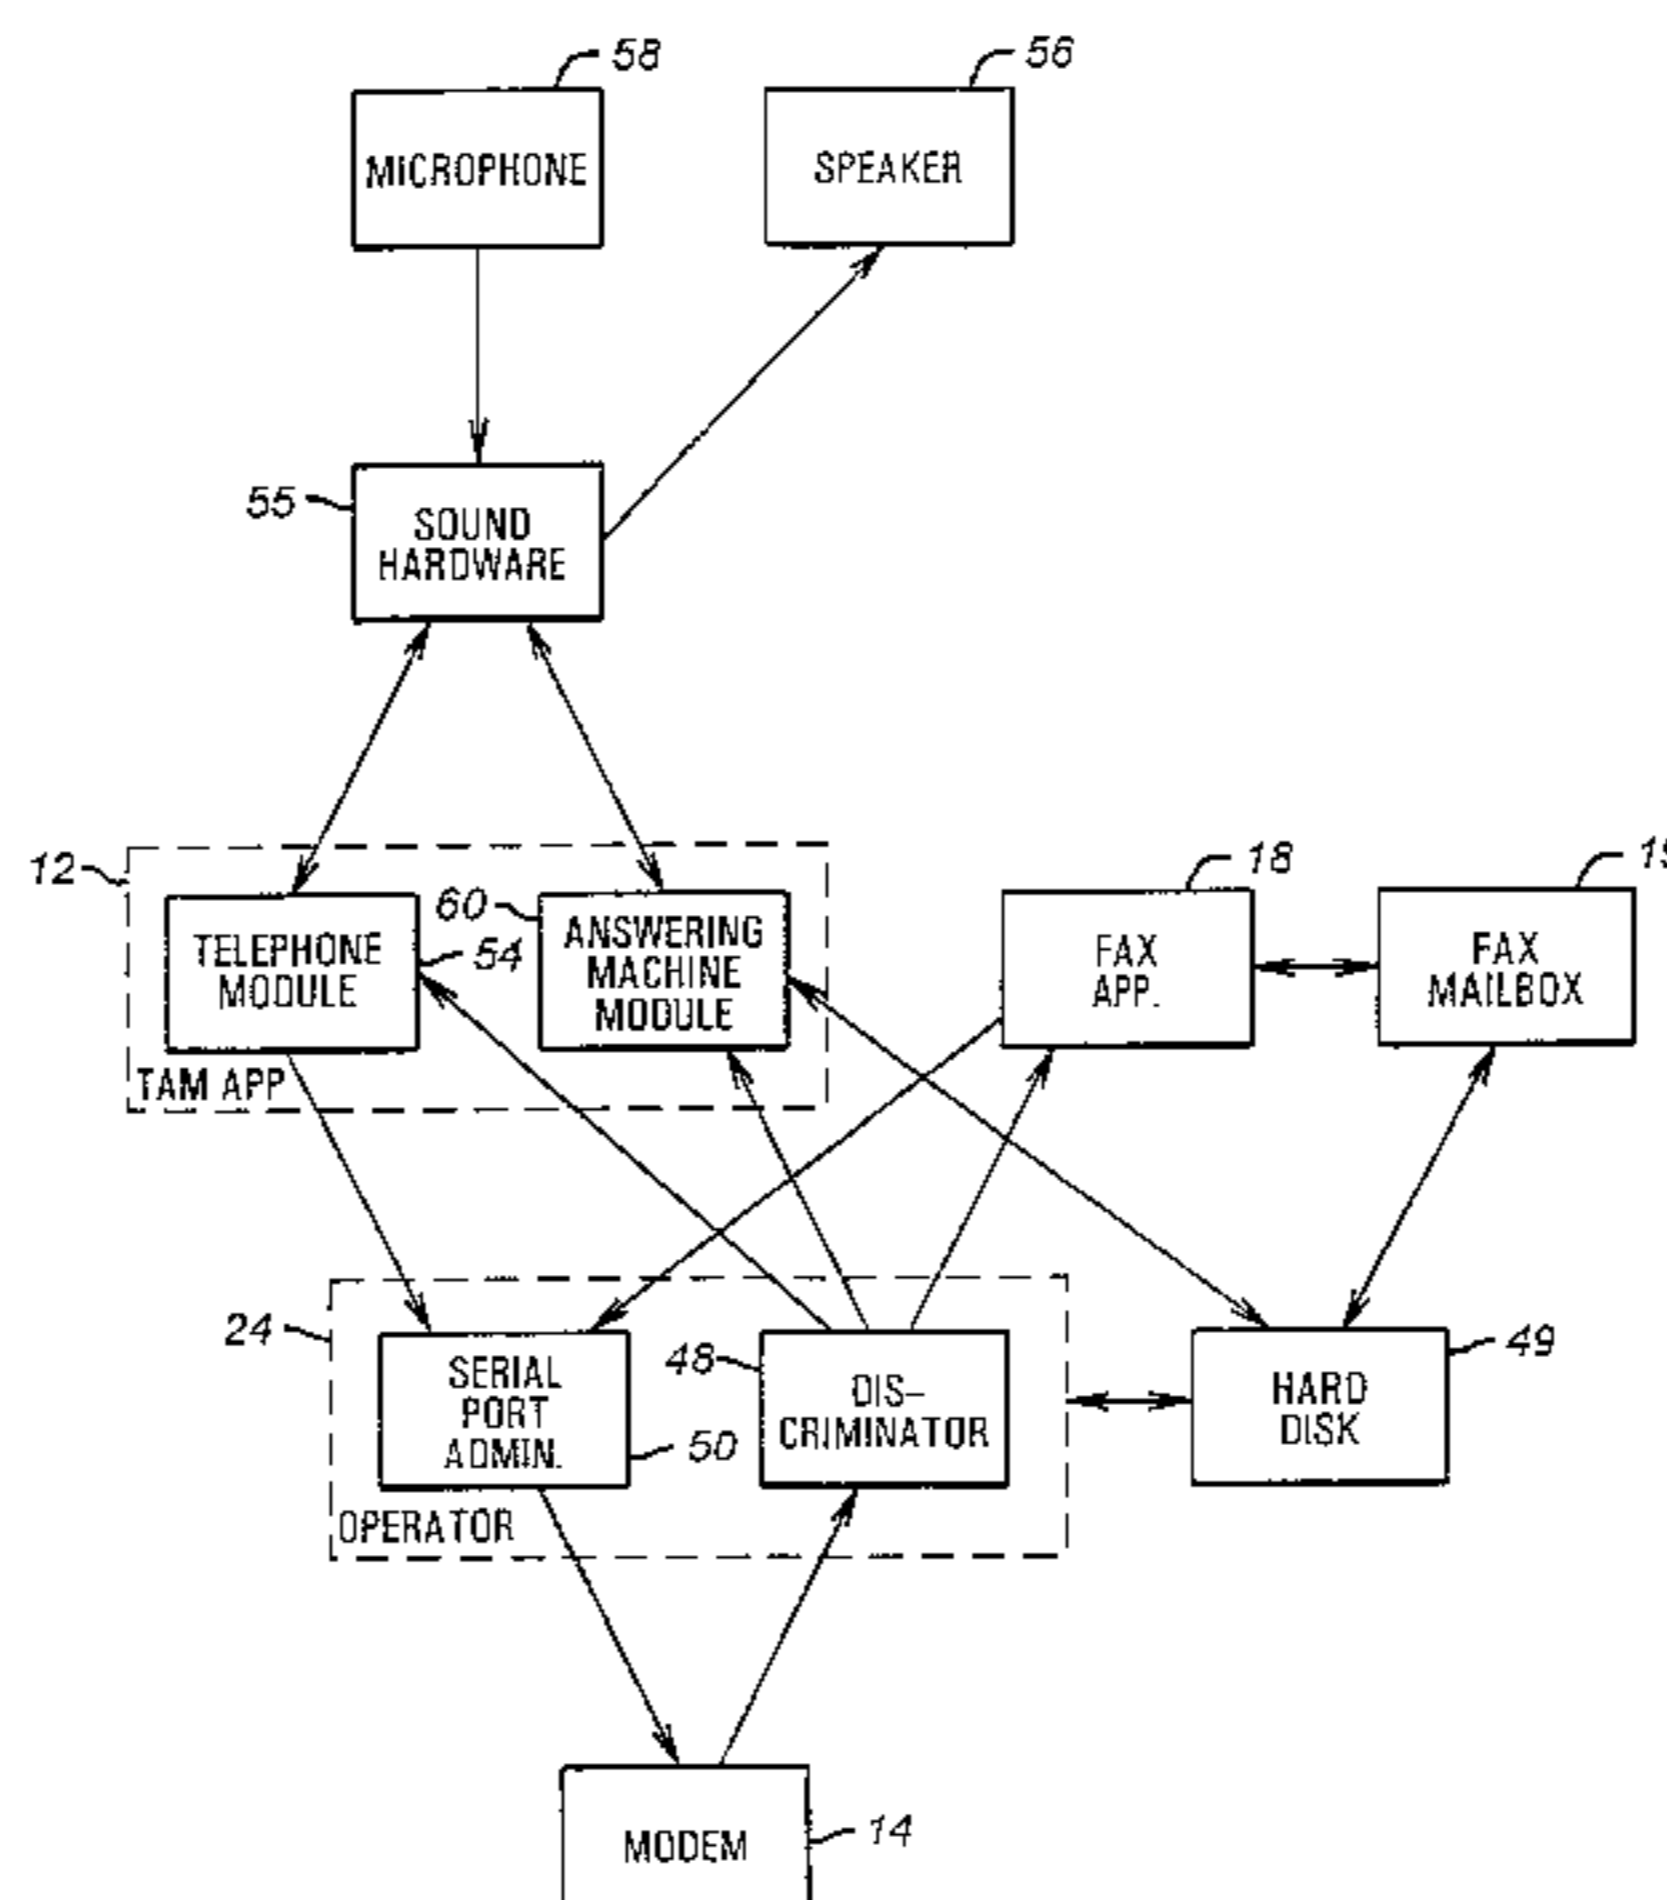 58
56
MICROPHONE
SPEAKER
55
SOUND
HARDWARE
12
18
60
TELEPHONE
MODULE
54
ANSWERING
MACHINE
MODULE
FAX
APP.
FAX
MAILBOX
TAM APP
24
48
49
SERIAL
PORT
ADMIN.
50
DIS-
CRIMINATOR
HARD
DISK
OPERATOR
MODEM
14